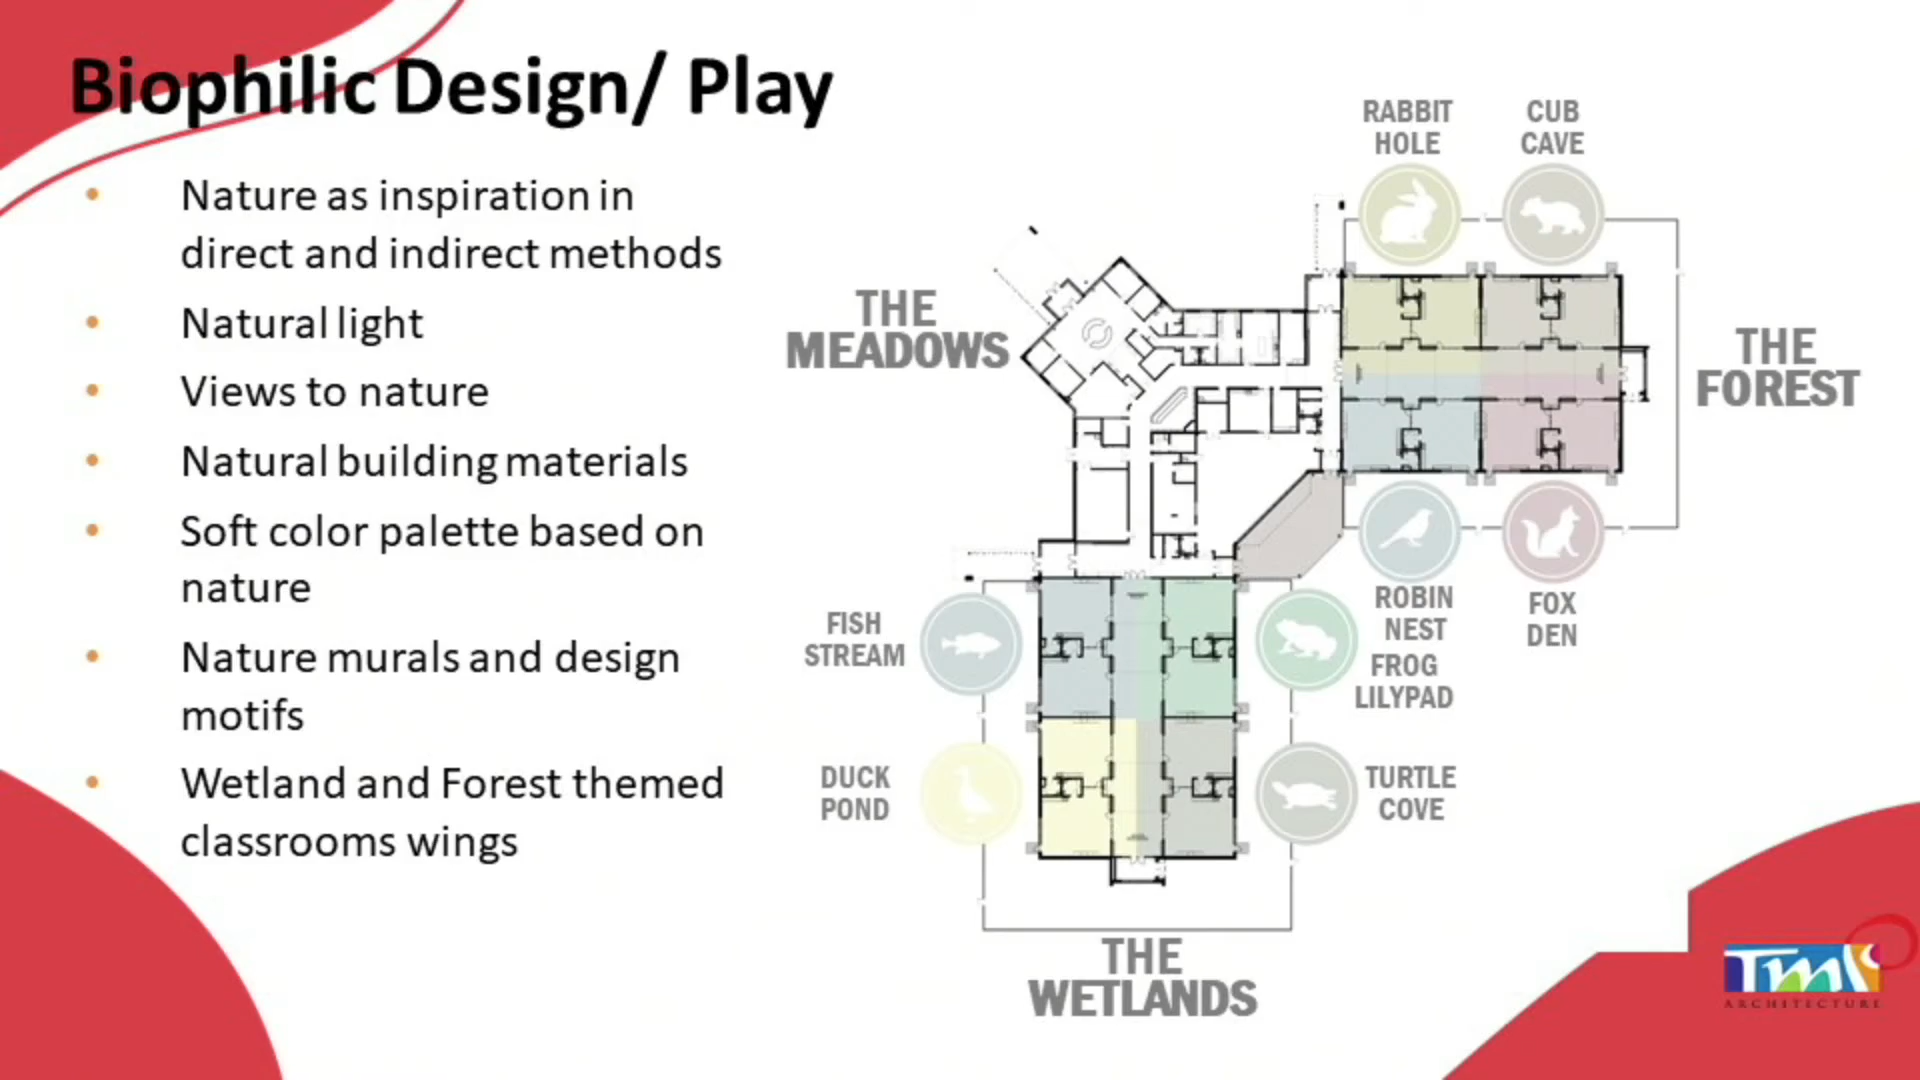 Biophilic Design/ Play
• Nature as inspiration in
direct and indirect methods
• Natural light
• Views to nature
• Natural building materials
• Soft color palette based on
nature
• Nature murals and design
motifs
• Wetland and Forest themed
classrooms wings
RABBIT
HOLE
CUB
CAVE
THE
MEADOWS
THE
FOREST
ROBIN
NEST
FOX
DEN
FISH
STREAM
FROG
LILYPAD
DUCK
POND
TURTLE
COVE
THE
WETLANDS
ARCHITECTURE